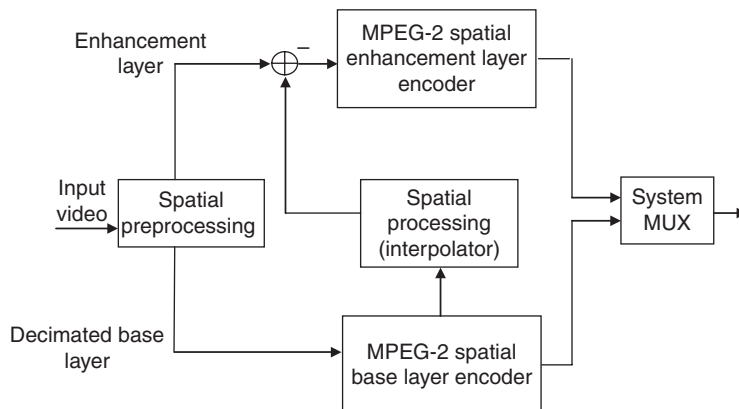 Enhancement
layer
−
MPEG-2 spatial
enhancement layer
encoder
Input
video
Spatial
preprocessing
Spatial
processing
(interpolator)
System
MUX
Decimated base
layer
MPEG-2 spatial
base layer encoder